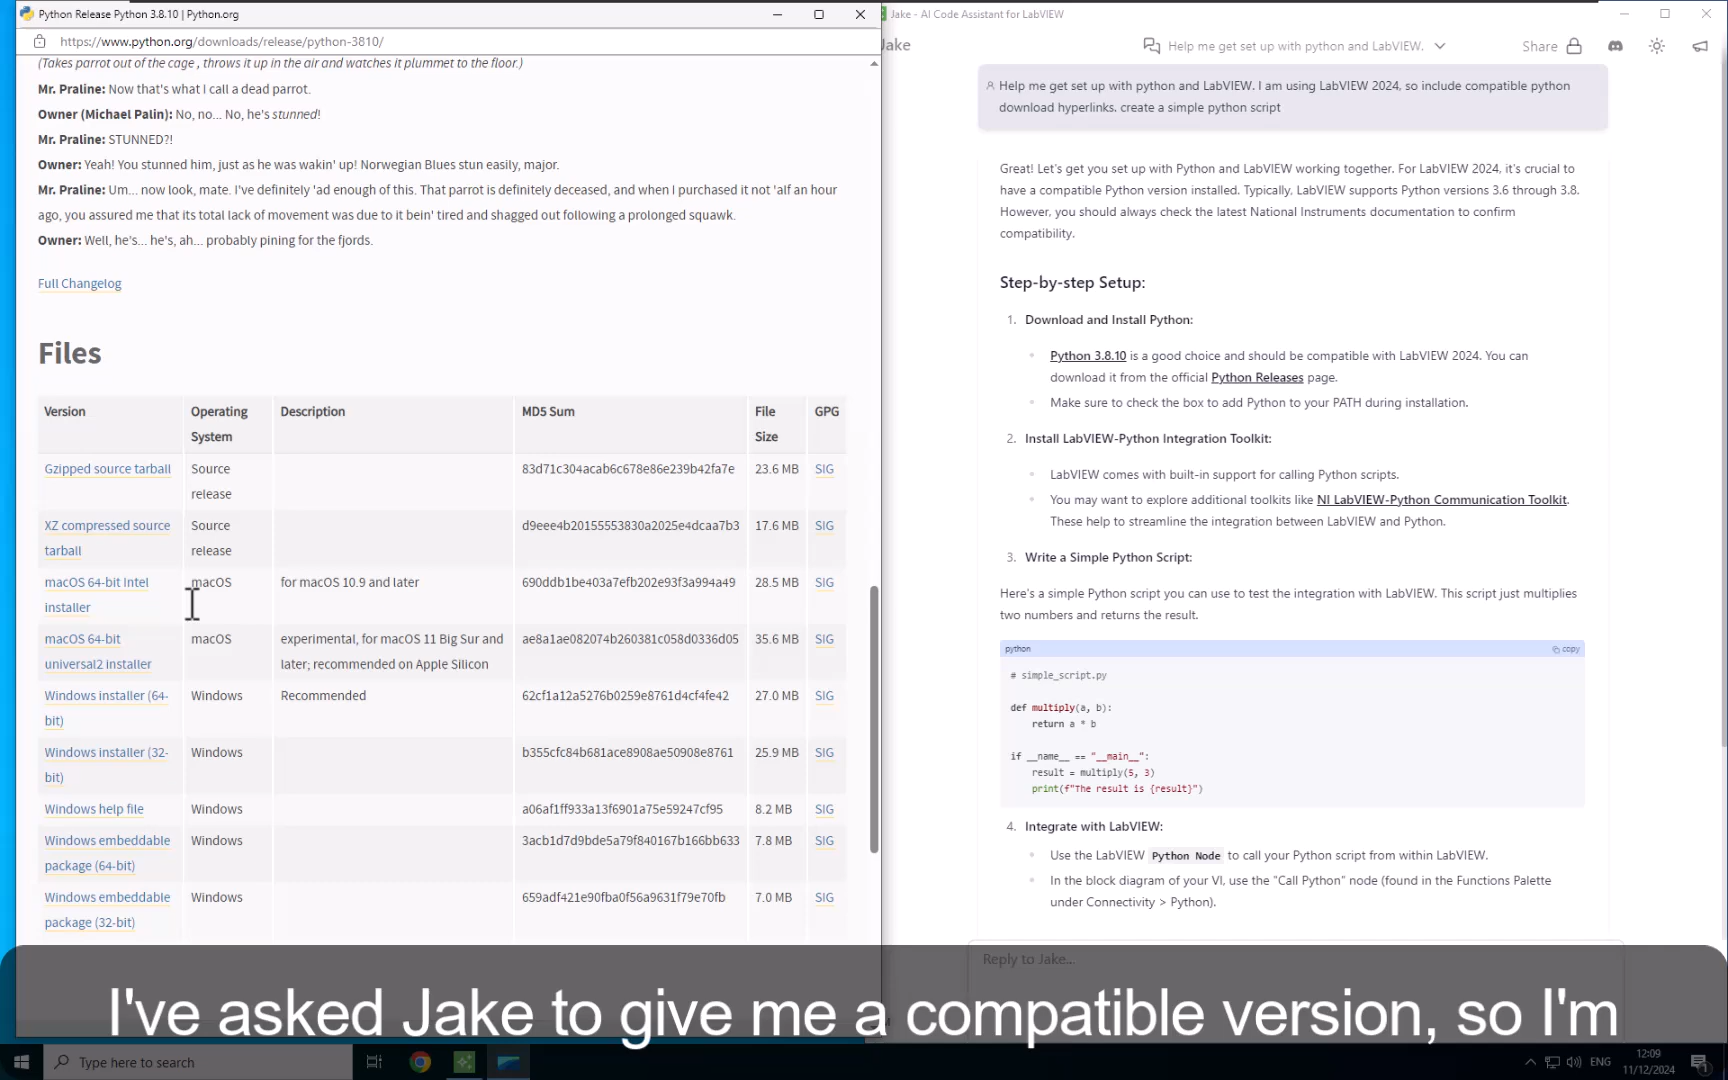 Python Release Python 3.8.10 | Python.org
https://www.python.org/downloads/release/python-3810/
(Takes parrot out of the cage , throws it up in the air and watches it plummet to the floor.)
Mr. Praline: Now that's what I call a dead parrot.
Owner (Michael Palin): No, no... No, he's stunned!
Mr. Praline: STUNNED?!
Owner: Yeah! You stunned him, just as he was wakin' up! Norwegian Blues stun easily, major.
Mr. Praline: Um... now look, mate. I've definitely 'ad enough of this. That parrot is definitely deceased, and when I purchased it not 'alf an hour
ago, you assured me that its total lack of movement was due to it bein' tired and shagged out following a prolonged squawk.
Owner: Well, he's... he's, ah... probably pining for the fjords.
Full Changelog
Files
Version Operating System Description MD5 Sum File Size GPG
Gzipped source tarball Source release 83d71c304acab6c678e86e239b42fa7e 23.6 MB SIG
XZ compressed source tarball Source release d9eee4b20155553830a2025e4dcaa7b3 17.6 MB SIG
macOS 64-bit Intel installer macOS for macOS 10.9 and later 690ddb1be403a7efb202e93f3a994a49 28.5 MB SIG
macOS 64-bit universal2 installer macOS experimental, for macOS 11 Big Sur and later; recommended on Apple Silicon ae8a1ae082074b260381c058d0336d05 35.6 MB SIG
Windows installer (64-bit) Windows Recommended 62cf1a12a5276b0259e8761d4cf4fe42 27.0 MB SIG
Windows installer (32-bit) Windows b355cfc84b681ace8908ae50908e8761 25.9 MB SIG
Windows help file Windows a06af1ff933a13f6901a75e59247cf95 8.2 MB SIG
Windows embeddable package (64-bit) Windows 3acb1d7d9bde5a79f840167b166bb633 7.8 MB SIG
Windows embeddable package (32-bit) Windows 659adf421e90fba0f56a9631f79e70fb 7.0 MB SIG
Jake - AI Code Assistant for LabVIEW
Jake
Help me get set up with python and LabVIEW.
Share
Help me get set up with python and LabVIEW. I am using LabVIEW 2024, so include compatible python
download hyperlinks. create a simple python script
Great! Let's get you set up with Python and LabVIEW working together. For LabVIEW 2024, it's crucial to
have a compatible Python version installed. Typically, LabVIEW supports Python versions 3.6 through 3.8.
However, you should always check the latest National Instruments documentation to confirm
compatibility.
Step-by-step Setup:
1. Download and Install Python:
Python 3.8.10 is a good choice and should be compatible with LabVIEW 2024. You can
download it from the official Python Releases page.
Make sure to check the box to add Python to your PATH during installation.
2. Install LabVIEW-Python Integration Toolkit:
LabVIEW comes with built-in support for calling Python scripts.
You may want to explore additional toolkits like NI LabVIEW-Python Communication Toolkit.
These help to streamline the integration between LabVIEW and Python.
3. Write a Simple Python Script:
Here's a simple Python script you can use to test the integration with LabVIEW. This script just multiplies
two numbers and returns the result.
python copy
# simple_script.py
def multiply(a, b):
return a * b
if __name__ == "__main__":
result = multiply(5, 3)
print(f"The result is {result}")
4. Integrate with LabVIEW:
Use the LabVIEW Python Node to call your Python script from within LabVIEW.
In the block diagram of your VI, use the "Call Python" node (found in the Functions Palette
under Connectivity > Python).
Reply to Jake...
I've asked Jake to give me a compatible version, so I'm
Type here to search
ENG
12:09
11/12/2024
1